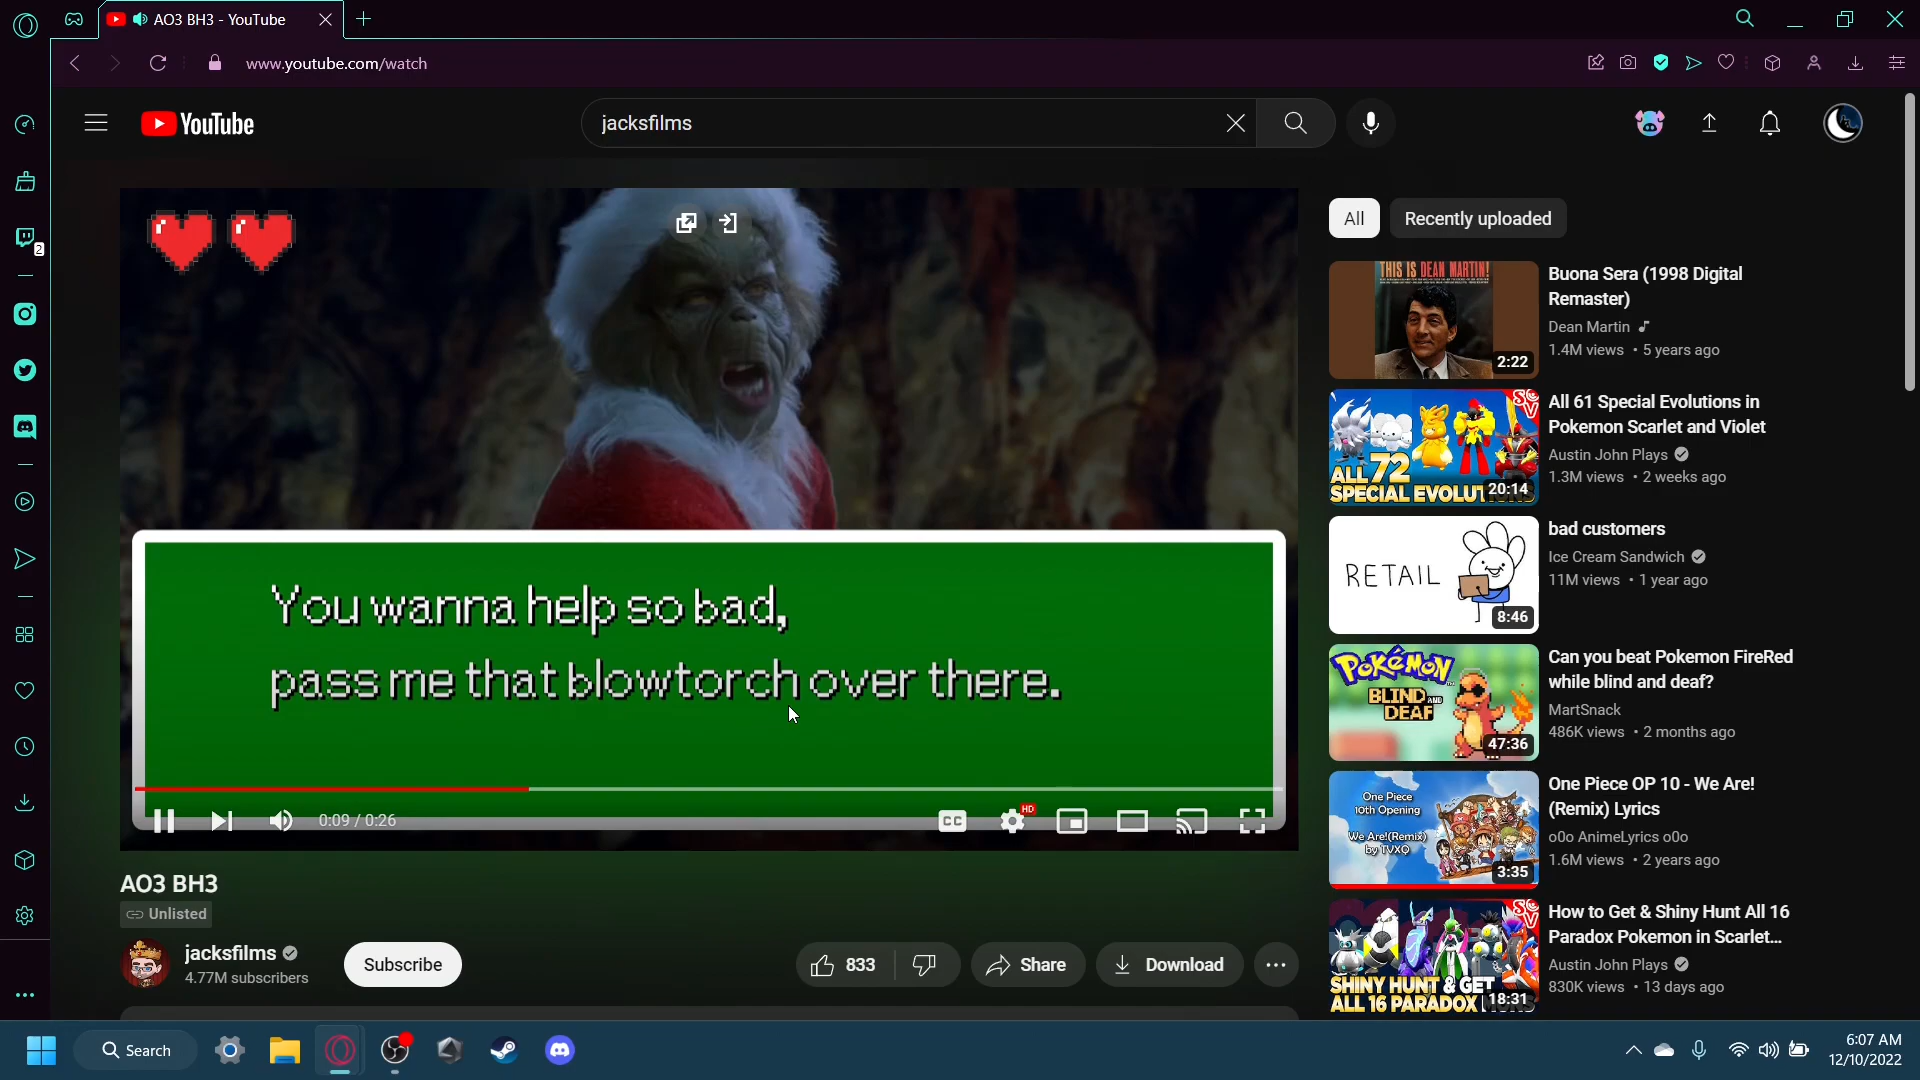 AO3 BH3 - YouTube
www.youtube.com/watch
2
YouTube
jacksfilms
You wanna help so bad,
pass me that blowtorch over there.
0:09 / 0:26
CC
HD
AO3 BH3
Unlisted
jacksfilms
4.77M subscribers
Subscribe
833
Share
Download
All
Recently uploaded
THIS IS DEAN MARTIN!
2:22
Buona Sera (1998 Digital
Remaster)
Dean Martin
1.4M views • 5 years ago
SV
ALL 72
SPECIAL EVOLUTIONS
20:14
All 61 Special Evolutions in
Pokemon Scarlet and Violet
Austin John Plays
1.3M views • 2 weeks ago
RETAIL
8:46
bad customers
Ice Cream Sandwich
11M views • 1 year ago
POKéMON
BLIND AND
DEAF
47:36
Can you beat Pokemon FireRed
while blind and deaf?
MartSnack
486K views • 2 months ago
One Piece
10th Opening
We Are!(Remix)
by TVXQ
3:35
One Piece OP 10 - We Are!
(Remix) Lyrics
o0o AnimeLyrics o0o
1.6M views • 2 years ago
SV
SHINY HUNT & GET
ALL 16 PARADOX MONS
18:31
How to Get & Shiny Hunt All 16
Paradox Pokemon in Scarlet...
Austin John Plays
830K views • 13 days ago
Search
6:07 AM
12/10/2022